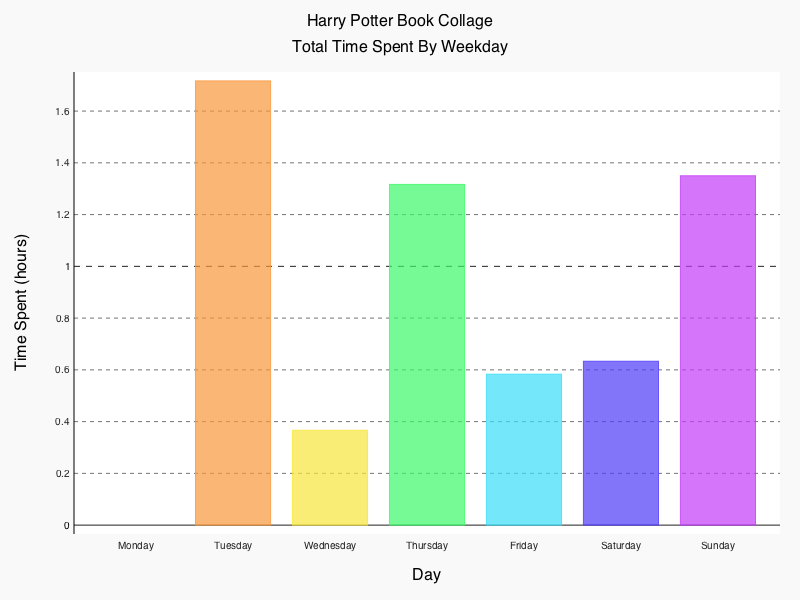 Harry Potter Book Collage
Total Time Spent By Weekday
Time Spent (hours)
1.6
1.4
1.2
1
0.8
0.6
0.4
0.2
0
Monday Tuesday Wednesday Thursday Friday Saturday Sunday
Day